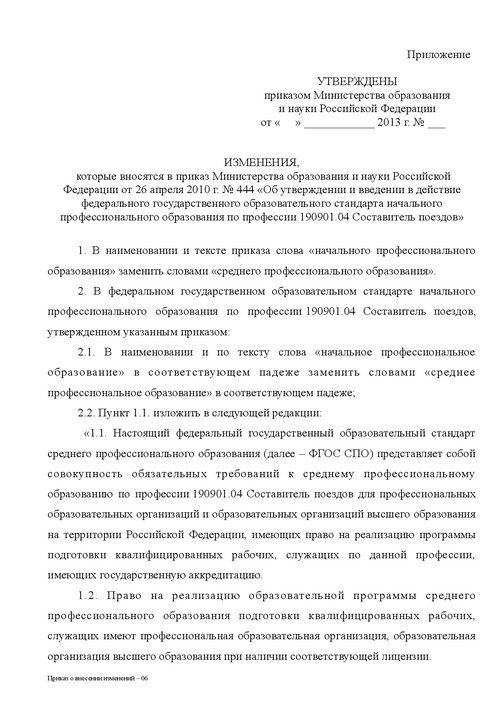 Приложение
УТВЕРЖДЕНЫ
приказом Министерства образования
и науки Российской Федерации
от « » ____________ 2013 г. № ___
ИЗМЕНЕНИЯ,
которые вносятся в приказ Министерства образования и науки Российской
Федерации от 26 апреля 2010 г. № 444 «Об утверждении и введении в действие
федерального государственного образовательного стандарта начального
профессионального образования по профессии 190901.04 Составитель поездов»
1. В наименовании и тексте приказа слова «начального профессионального
образования» заменить словами «среднего профессионального образования».
2. В федеральном государственном образовательном стандарте начального
профессионального образования по профессии 190901.04 Составитель поездов,
утвержденном указанным приказом:
2.1. В наименовании и по тексту слова «начальное профессиональное
образование» в соответствующем падеже заменить словами «среднее
профессиональное образование» в соответствующем падеже;
2.2. Пункт 1.1. изложить в следующей редакции:
«1.1. Настоящий федеральный государственный образовательный стандарт
среднего профессионального образования (далее – ФГОС СПО) представляет собой
совокупность обязательных требований к среднему профессиональному
образованию по профессии 190901.04 Составитель поездов для профессиональных
образовательных организаций и образовательных организаций высшего образования
на территории Российской Федерации, имеющих право на реализацию программы
подготовки квалифицированных рабочих, служащих по данной профессии,
имеющих государственную аккредитацию.
1.2. Право на реализацию образовательной программы среднего
профессионального образования подготовки квалифицированных рабочих,
служащих имеют профессиональная образовательная организация, образовательная
организация высшего образования при наличии соответствующей лицензии.
Приказ о внесении изменений – 06